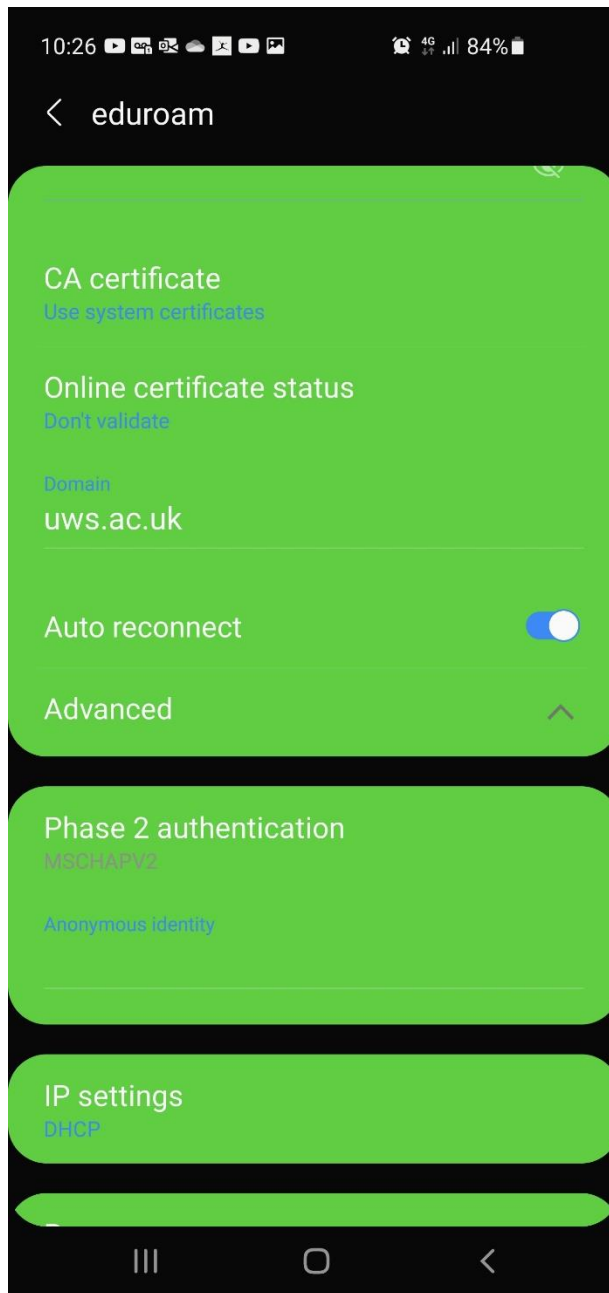 10:26 4G 84%
eduroam
CA certificate
Use system certificates
Online certificate status
Don't validate
Domain
uws.ac.uk
Auto reconnect
Advanced
Phase 2 authentication
MSCHAPV2
Anonymous identity
IP settings
DHCP